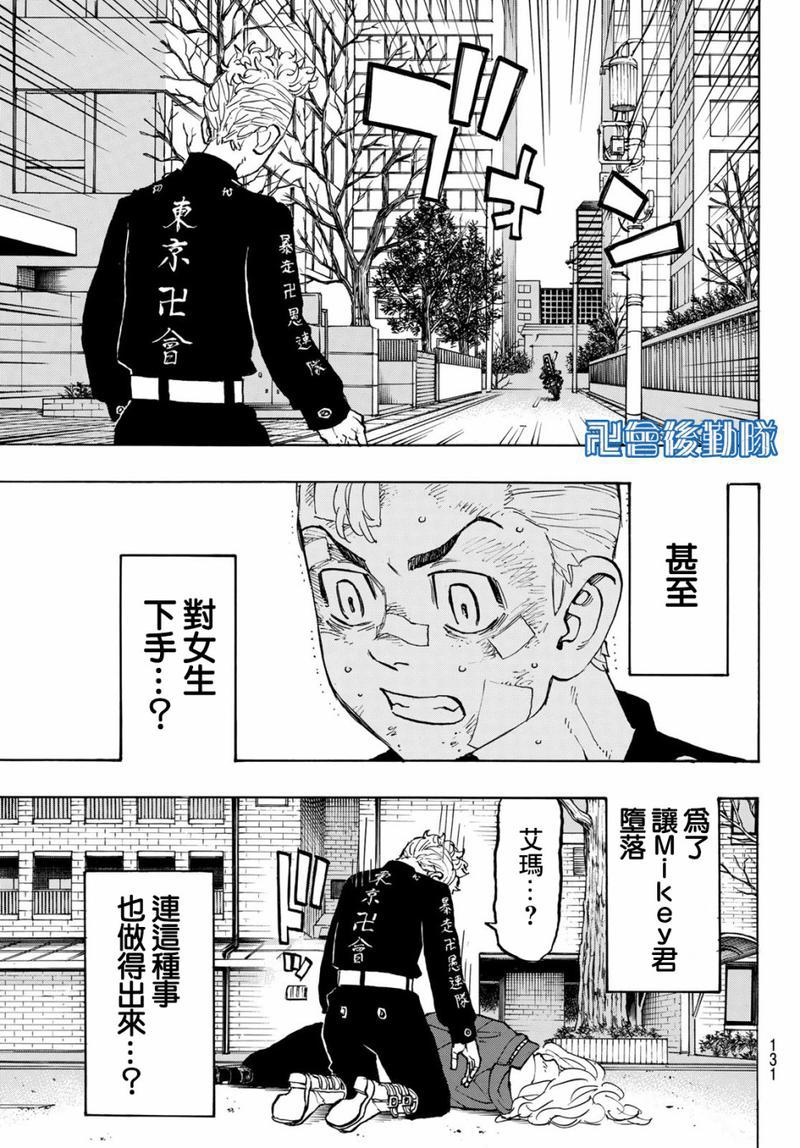 ブォン
東京卍會
暴走卍愚連隊
卍會後勤隊
甚至
對女生
下手…?
為了
讓Mikey君
墮落
艾瑪…?
東京卍會
暴走卍愚連隊
連這種事
也做得出來…?
131